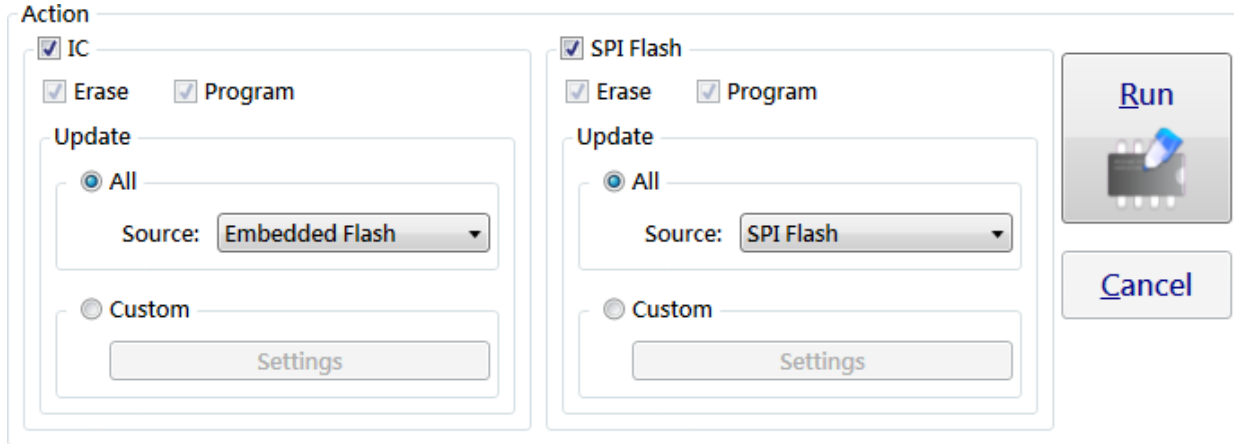 Action
IC
Erase Program
Update
All
Source: Embedded Flash
Custom
Settings
SPI Flash
Erase Program
Update
All
Source: SPI Flash
Custom
Settings
Run
Cancel